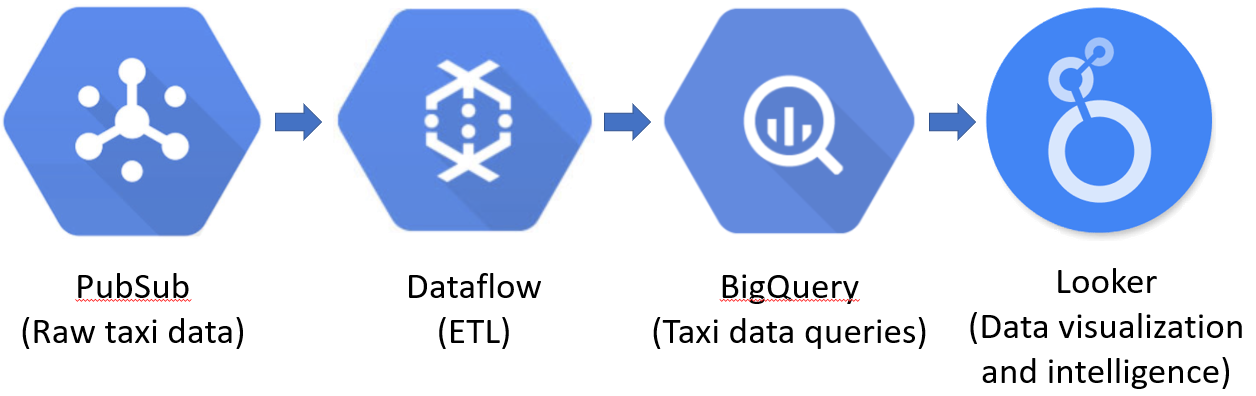 PubSub
(Raw taxi data)
Dataflow
(ETL)
BigQuery
(Taxi data queries)
Looker
(Data visualization
and intelligence)